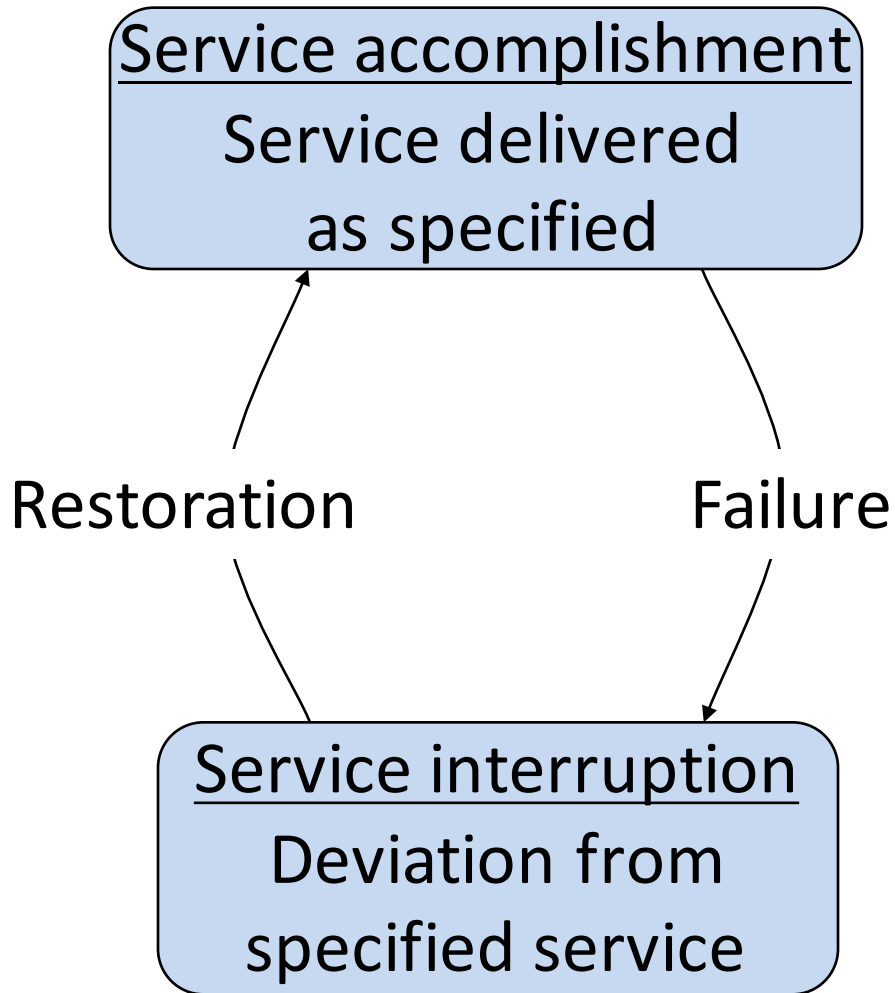 Service accomplishment
Service delivered
as specified
Restoration
Failure
Service interruption
Deviation from
specified service